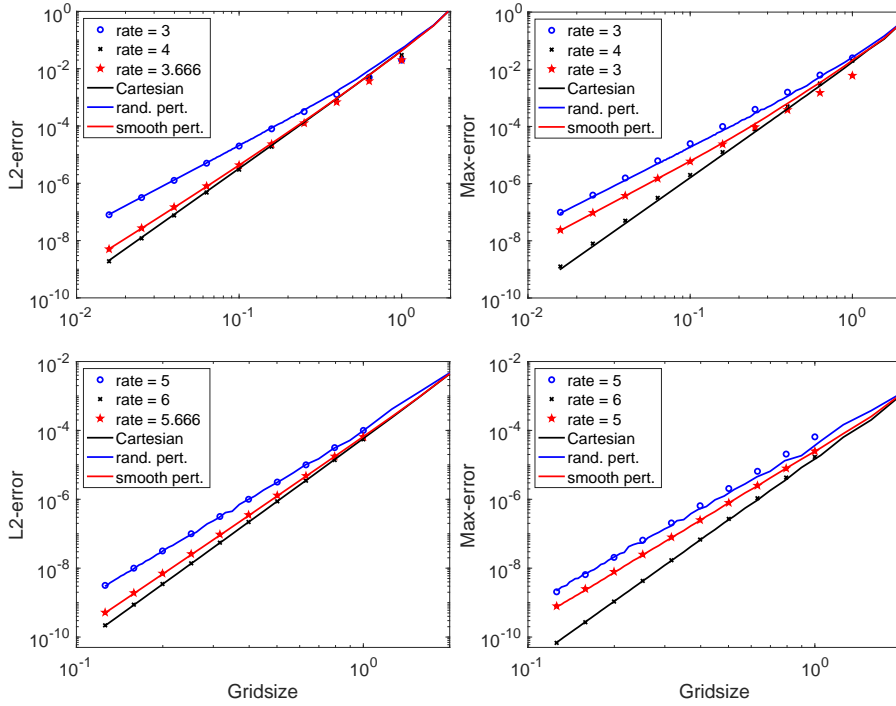 10^0
10^-2
10^-4
10^-6
10^-8
10^-10
L2-error
rate = 3
rate = 4
rate = 3.666
Cartesian
rand. pert.
smooth pert.
10^-2
10^-1
10^0
10^0
10^-2
10^-4
10^-6
10^-8
10^-10
Max-error
rate = 3
rate = 4
rate = 3
Cartesian
rand. pert.
smooth pert.
10^-2
10^-1
10^0
10^-2
10^-4
10^-6
10^-8
10^-10
L2-error
rate = 5
rate = 6
rate = 5.666
Cartesian
rand. pert.
smooth pert.
10^-1
10^0
Gridsize
10^-2
10^-4
10^-6
10^-8
10^-10
Max-error
rate = 5
rate = 6
rate = 5
Cartesian
rand. pert.
smooth pert.
10^-1
10^0
Gridsize